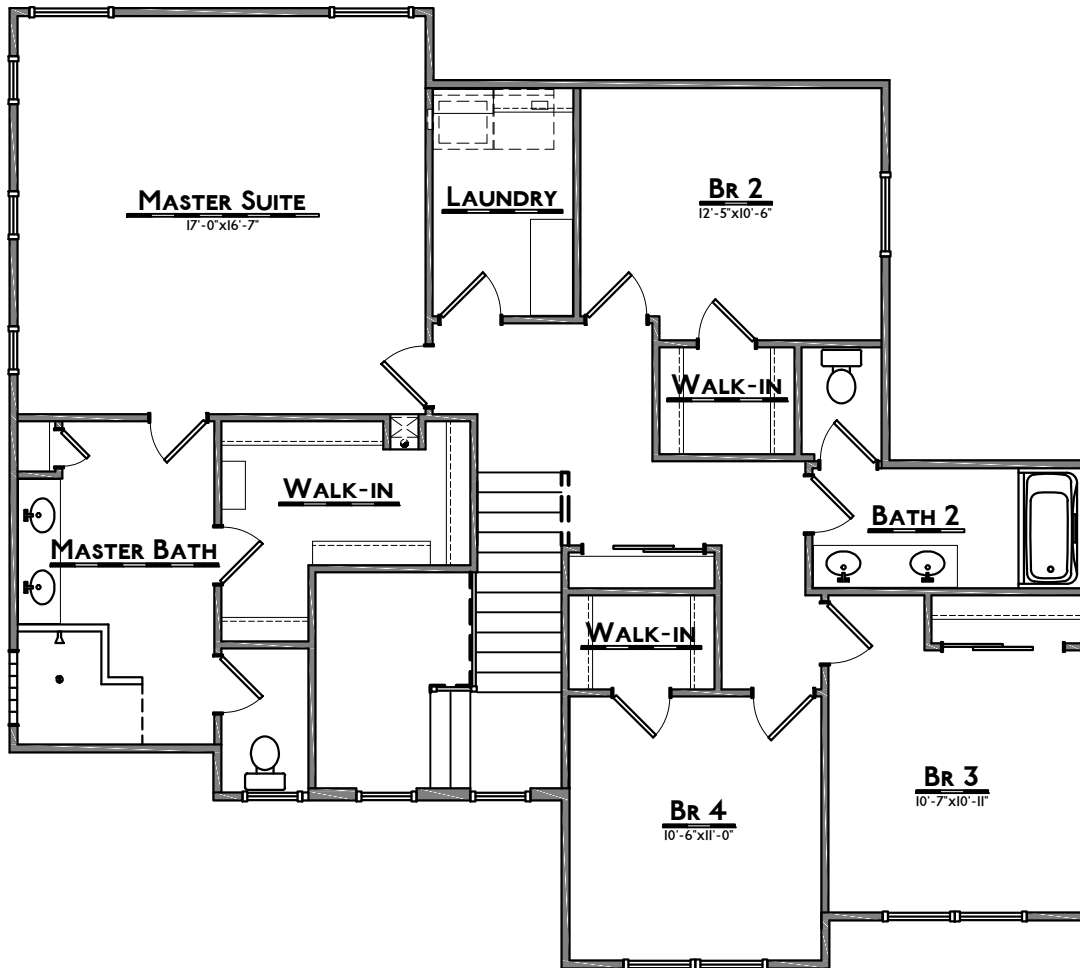 MASTER SUITE
17'-0"x16'-7"
LAUNDRY
BR 2
12'-5"x10'-6"
WALK-IN
WALK-IN
BATH 2
MASTER BATH
WALK-IN
BR 3
10'-7"x10'-11"
BR 4
10'-6"x11'-0"